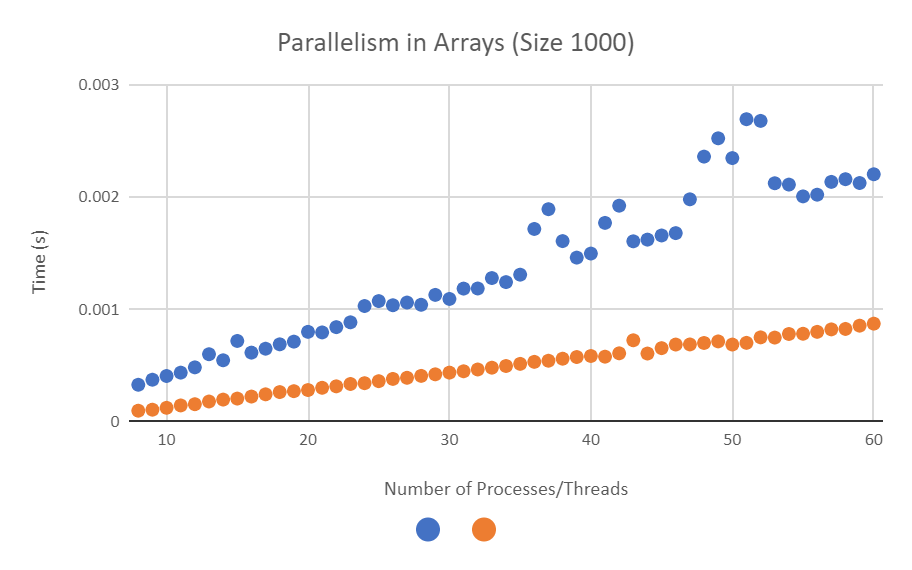 Parallelism in Arrays (Size 1000)
0.003
0.002
0.001
0
Time (s)
10 20 30 40 50 60
Number of Processes/Threads